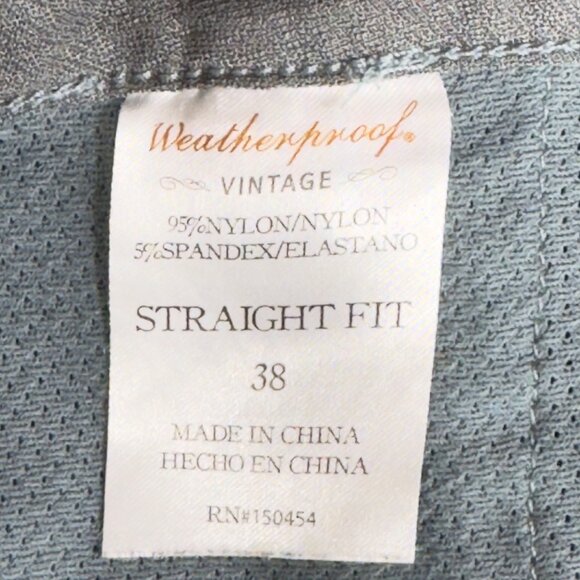 Weatherproof®
VINTAGE
95%NYLON/NYLON
5%SPANDEX/ELASTANO
STRAIGHT FIT
38
MADE IN CHINA
HECHO EN CHINA
RN#150454